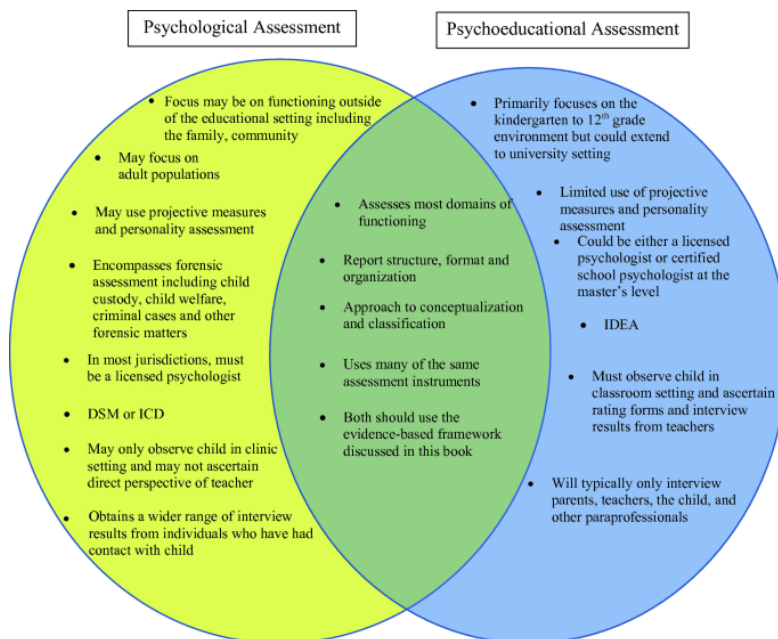 Psychological Assessment
Psychoeducational Assessment
• Focus may be on functioning outside
of the educational setting including
the family, community
• May focus on
adult populations
• May use projective measures
and personality assessment
• Encompasses forensic
assessment including child
custody, child welfare,
criminal cases and other
forensic matters
• In most jurisdictions, must
be a licensed psychologist
• DSM or ICD
• May only observe child in clinic
setting and may not ascertain
direct perspective of teacher
• Obtains a wider range of interview
results from individuals who have had
contact with child
• Assesses most domains of
functioning
• Report structure, format and
organization
• Approach to conceptualization
and classification
• Uses many of the same
assessment instruments
• Both should use the
evidence-based framework
discussed in this book
• Primarily focuses on the
kindergarten to 12th grade
environment but could extend
to university setting
• Limited use of projective
measures and personality
assessment
• Could be either a licensed
psychologist or certified
school psychologist at the
master's level
• IDEA
• Must observe child in
classroom setting and ascertain
rating forms and interview
results from teachers
• Will typically only interview
parents, teachers, the child, and
other paraprofessionals